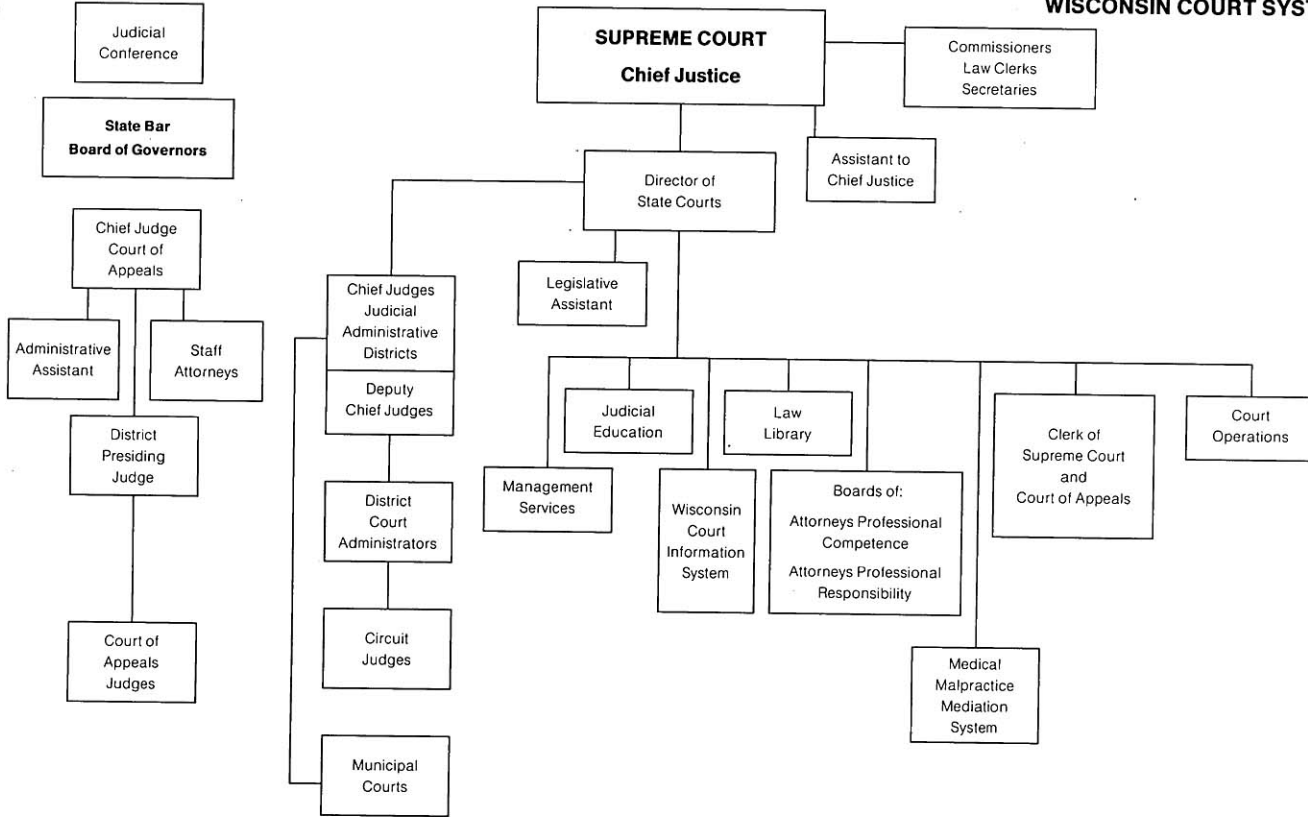 WISCONSIN COURT
Judicial
Conference
State Bar
Board of Governors
SUPREME COURT
Chief Justice
Commissioners
Law Clerks
Secretaries
Assistant to
Chief Justice
Director of
State Courts
Chief Judge
Court of
Appeals
Administrative
Assistant
Staff
Attorneys
District
Presiding
Judge
Court of
Appeals
Judges
Chief Judges
Judicial
Administrative
Districts
Deputy
Chief Judges
District
Court
Administrators
Circuit
Judges
Municipal
Courts
Legislative
Assistant
Management
Services
Judicial
Education
Wisconsin
Court
Information
System
Law
Library
Boards of:
Attorneys Professional
Competence
Attorneys Professional
Responsibility
Medical
Malpractice
Mediation
System
Clerk of
Supreme Court
and
Court of Appeals
Court
Operations